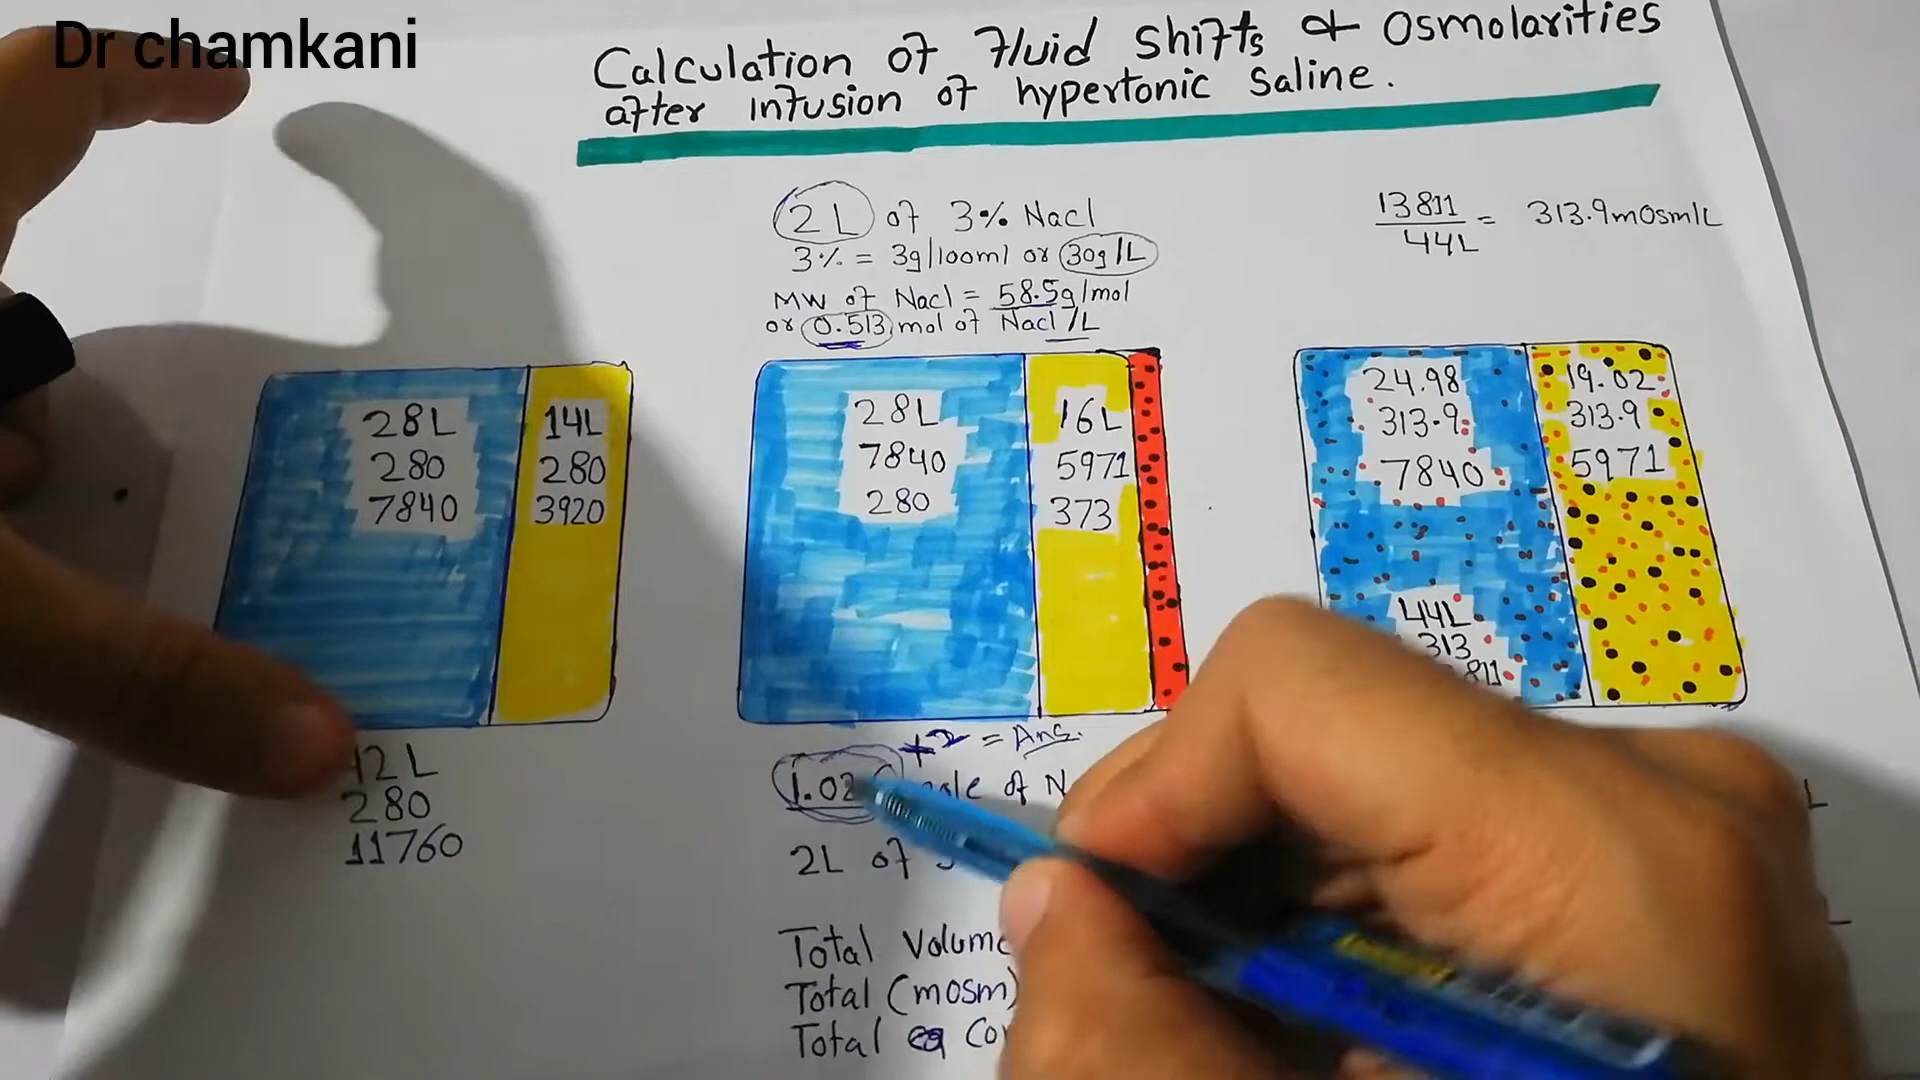 Dr chamkani
Calculation of Fluid Shifts & Osmolarities
after infusion of hypertonic Saline.
2 L of 3% Nacl
3% = 3g/100ml or 30g/L
MW of Nacl = 58.5g/mol
or 0.513 mol of Nacl/L
13811
44L
= 313.9mOsm/L
28L
280
7840
14L
280
3920
28L
7840
280
16L
5971
373
24.98
313.9
7840
19.02
313.9
5971
44L
313
811
42L
280
11760
= Ans.
1.02
of
2L of
Total Volume
Total (mosm)
Total